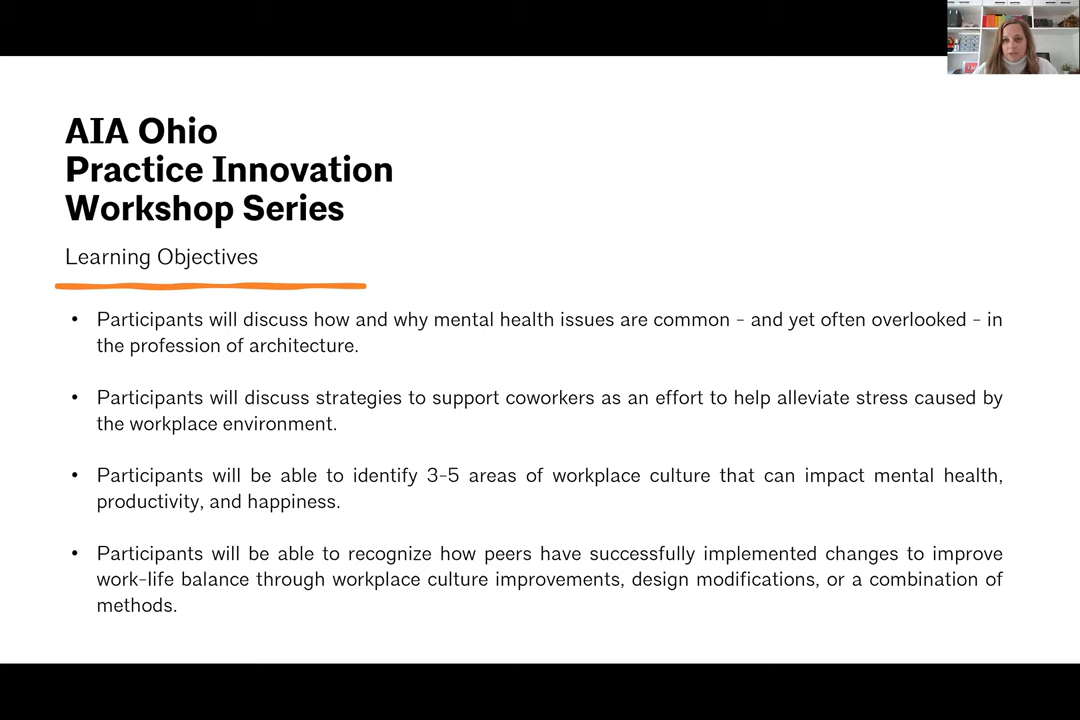 AIA Ohio
Practice Innovation
Workshop Series
Learning Objectives
• Participants will discuss how and why mental health issues are common - and yet often overlooked - in
the profession of architecture.
• Participants will discuss strategies to support coworkers as an effort to help alleviate stress caused by
the workplace environment.
• Participants will be able to identify 3-5 areas of workplace culture that can impact mental health,
productivity, and happiness.
• Participants will be able to recognize how peers have successfully implemented changes to improve
work-life balance through workplace culture improvements, design modifications, or a combination of
methods.